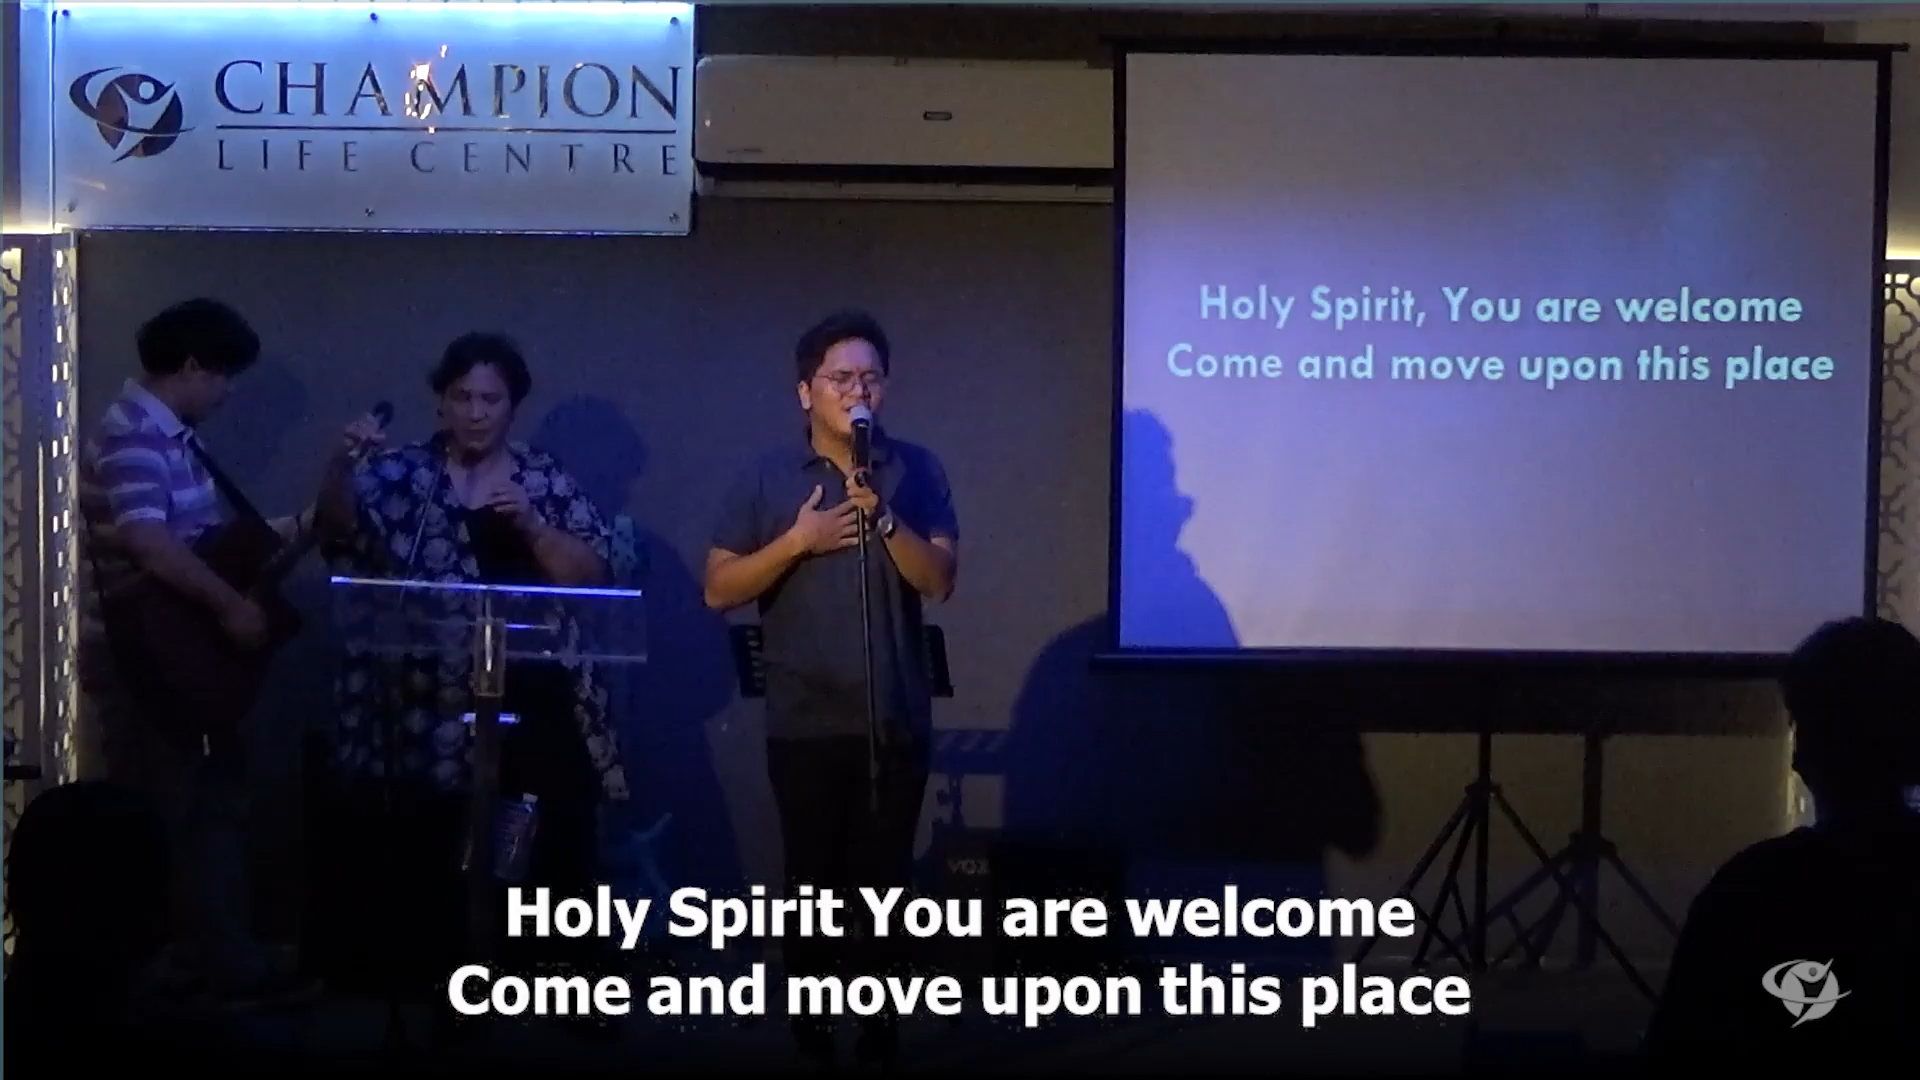 CHAMPION
LIFE CENTRE
Holy Spirit, You are welcome
Come and move upon this place
VOX
Holy Spirit You are welcome
Come and move upon this place